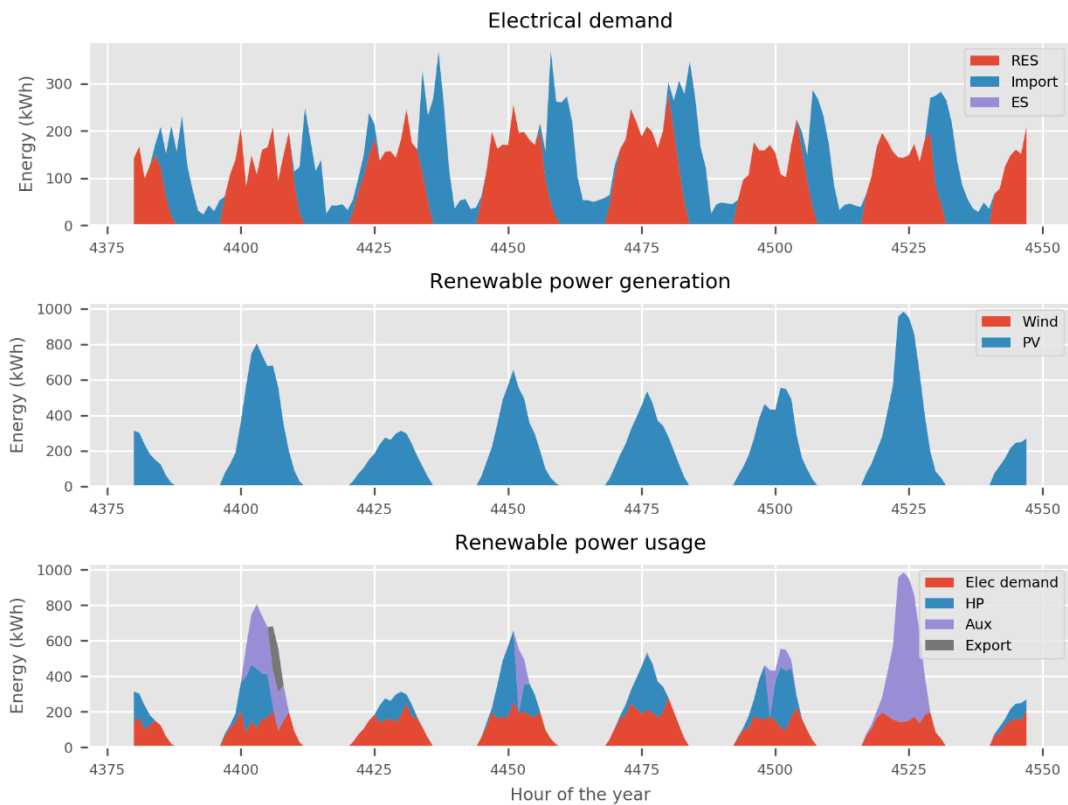 Electrical demand
Energy (kWh)
300
200
100
0
RES
Import
ES
4375 4400 4425 4450 4475 4500 4525 4550
Renewable power generation
Energy (kWh)
1000
800
600
400
200
0
Wind
PV
4375 4400 4425 4450 4475 4500 4525 4550
Renewable power usage
Energy (kWh)
1000
800
600
400
200
0
Elec demand
HP
Aux
Export
4375 4400 4425 4450 4475 4500 4525 4550
Hour of the year